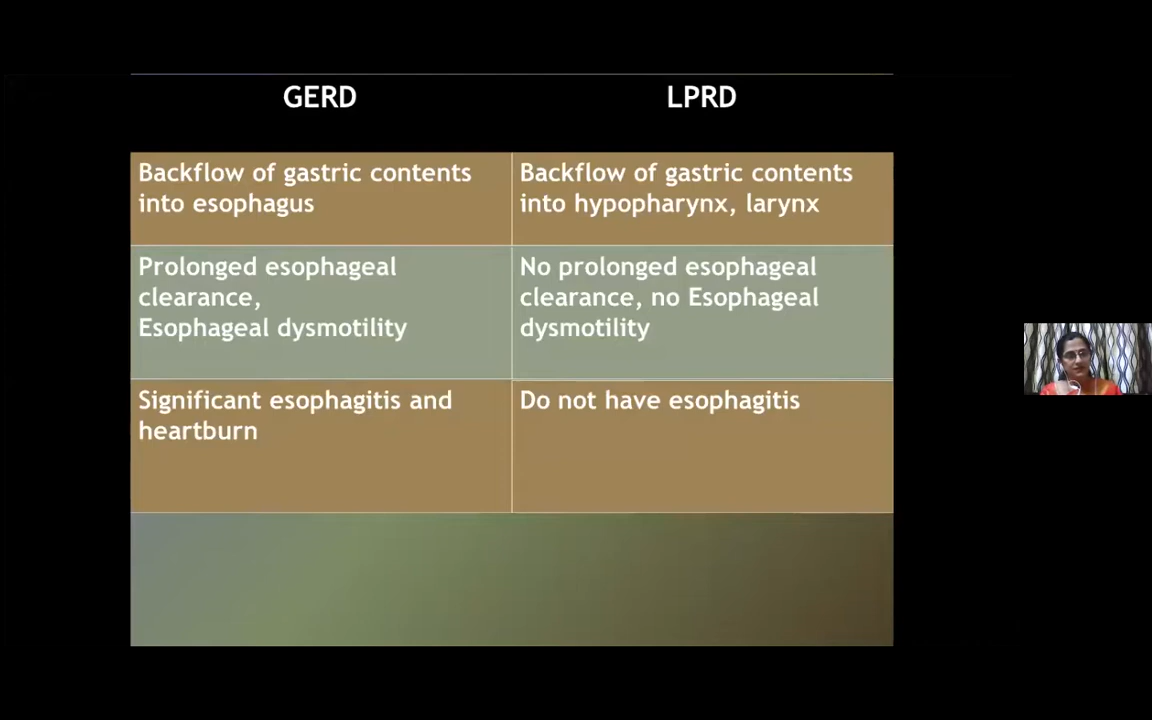 GERD
LPRD
Backflow of gastric contents
into esophagus
Backflow of gastric contents
into hypopharynx, larynx
Prolonged esophageal
clearance,
Esophageal dysmotility
No prolonged esophageal
clearance, no Esophageal
dysmotility
Significant esophagitis and
heartburn
Do not have esophagitis